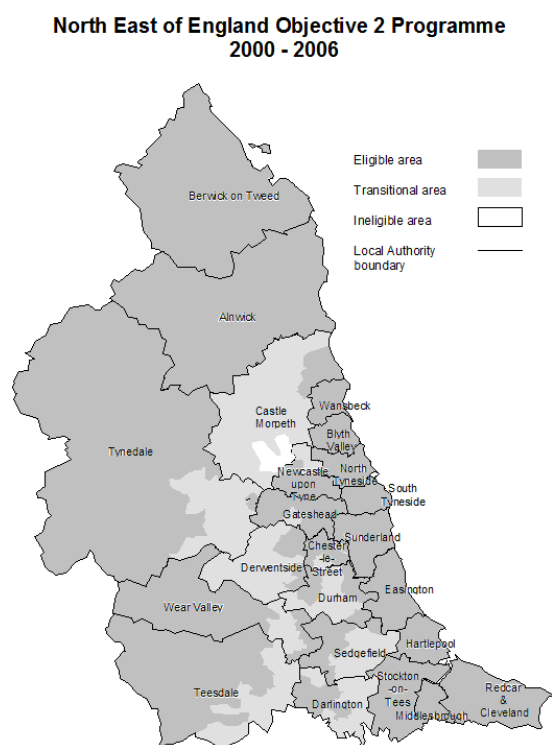 North East of England Objective 2 Programme
2000 - 2006
Eligible area
Transitional area
Ineligible area
Local Authority
boundary
Berwick on Tweed
Alnwick
Castle
Morpeth
Wansbeck
Blyth
Valley
Tynedale
North
Tyneside
Newcastle
upon
Tyne
South
Tyneside
Gateshead
Sunderland
Chester
-le-
Street
Derwentside
Durham
Easington
Wear Valley
Hartlepool
Sedgefield
Stockton
-on-
Tees
Teesdale
Darlington
Middlesbrough
Redcar
&
Cleveland